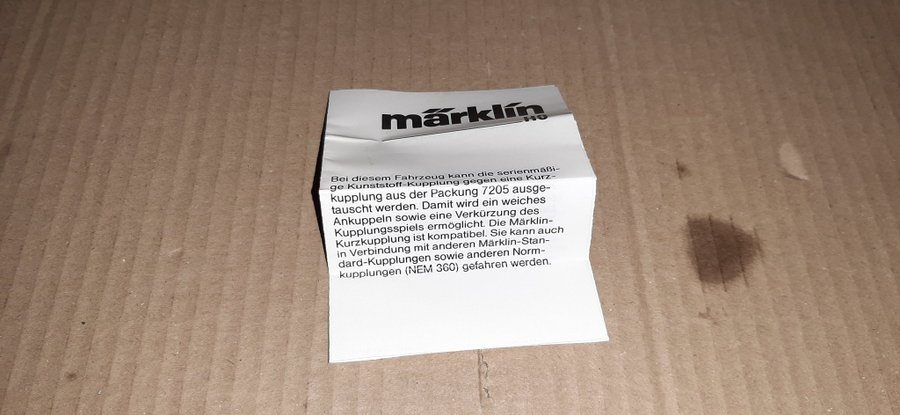 märklin
HO
Bei diesem Fahrzeug kann die serienmäßi-
ge Kunststoff-Kupplung gegen eine Kurz-
kupplung aus der Packung 7205 ausge-
tauscht werden. Damit wird ein weiches
Ankuppeln sowie eine Verkürzung des
Kupplungsspiels ermöglicht. Die Märklin-
Kurzkupplung ist kompatibel. Sie kann auch
in Verbindung mit anderen Märklin-Stan-
dard-Kupplungen sowie anderen Norm-
kupplungen (NEM 360) gefahren werden.